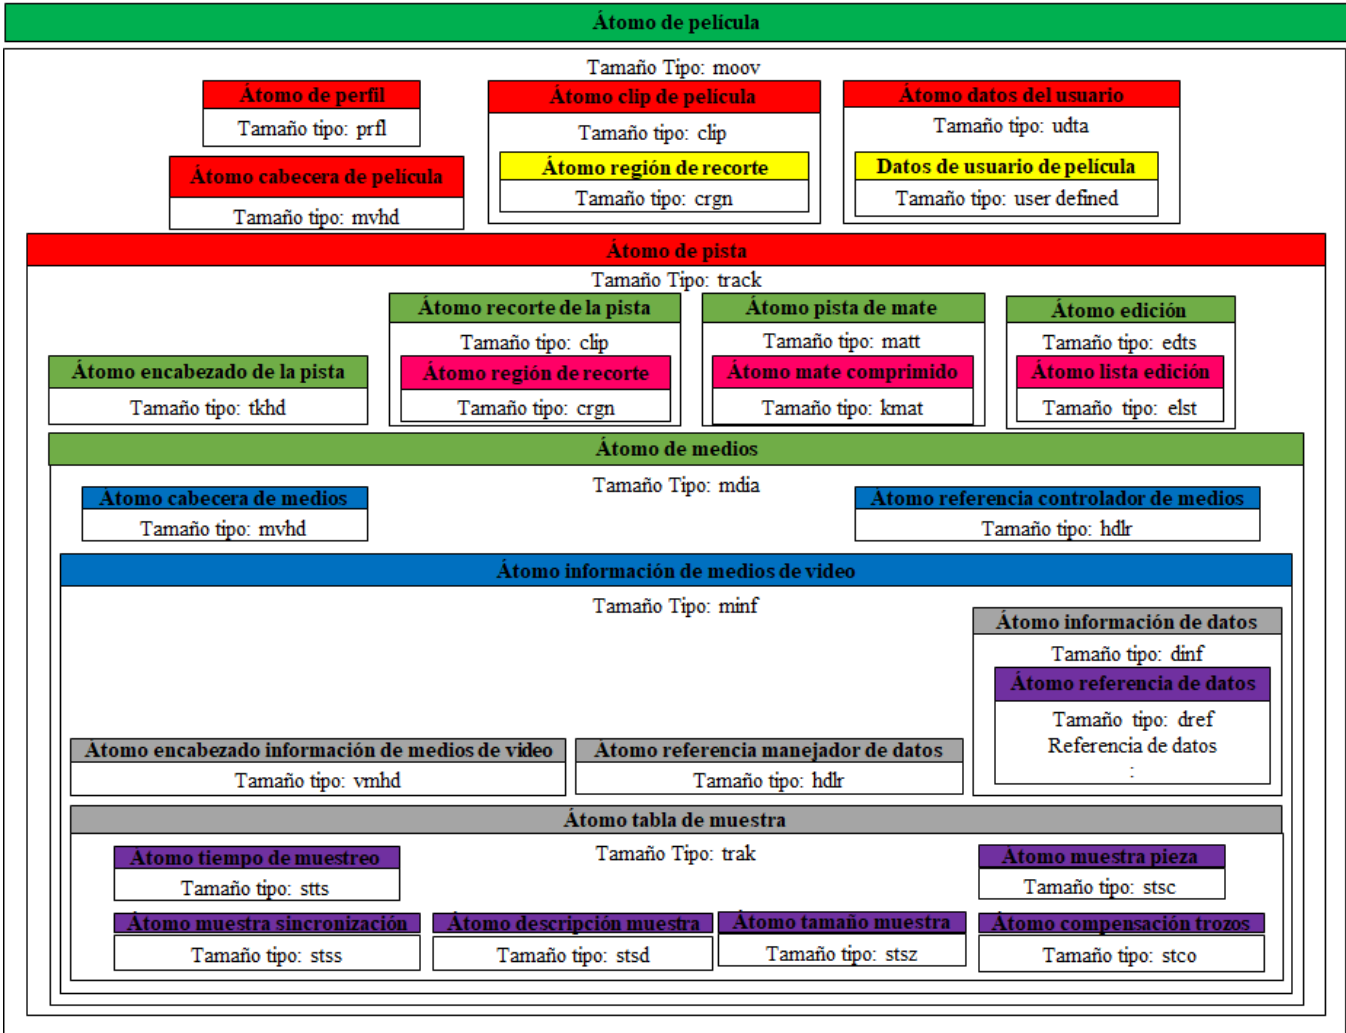 Átomo de película
Tamaño Tipo: moov
Átomo de perfil
Tamaño tipo: prfl
Átomo clip de película
Tamaño tipo: clip
Átomo región de recorte
Tamaño tipo: crgn
Átomo datos del usuario
Tamaño tipo: udta
Datos de usuario de película
Tamaño tipo: user defined
Átomo cabecera de película
Tamaño tipo: mvhd
Átomo de pista
Tamaño Tipo: track
Átomo encabezado de la pista
Tamaño tipo: tkhd
Átomo recorte de la pista
Tamaño tipo: clip
Átomo región de recorte
Tamaño tipo: crgn
Átomo pista de mate
Tamaño tipo: matt
Átomo mate comprimido
Tamaño tipo: kmat
Átomo edición
Tamaño tipo: edts
Átomo lista edición
Tamaño tipo: elst
Átomo de medios
Tamaño Tipo: mdia
Átomo cabecera de medios
Tamaño tipo: mvhd
Átomo referencia controlador de medios
Tamaño tipo: hdlr
Átomo información de medios de video
Tamaño Tipo: minf
Átomo información de datos
Tamaño tipo: dinf
Átomo referencia de datos
Tamaño tipo: dref
Referencia de datos
:
Átomo encabezado información de medios de video
Tamaño tipo: vmhd
Átomo referencia manejador de datos
Tamaño tipo: hdlr
Átomo tabla de muestra
Tamaño Tipo: trak
Átomo tiempo de muestreo
Tamaño tipo: stts
Átomo muestra pieza
Tamaño tipo: stsc
Átomo muestra sincronización
Tamaño tipo: stss
Átomo descripción muestra
Tamaño tipo: stsd
Átomo tamaño muestra
Tamaño tipo: stsz
Átomo compensación trozos
Tamaño tipo: stco